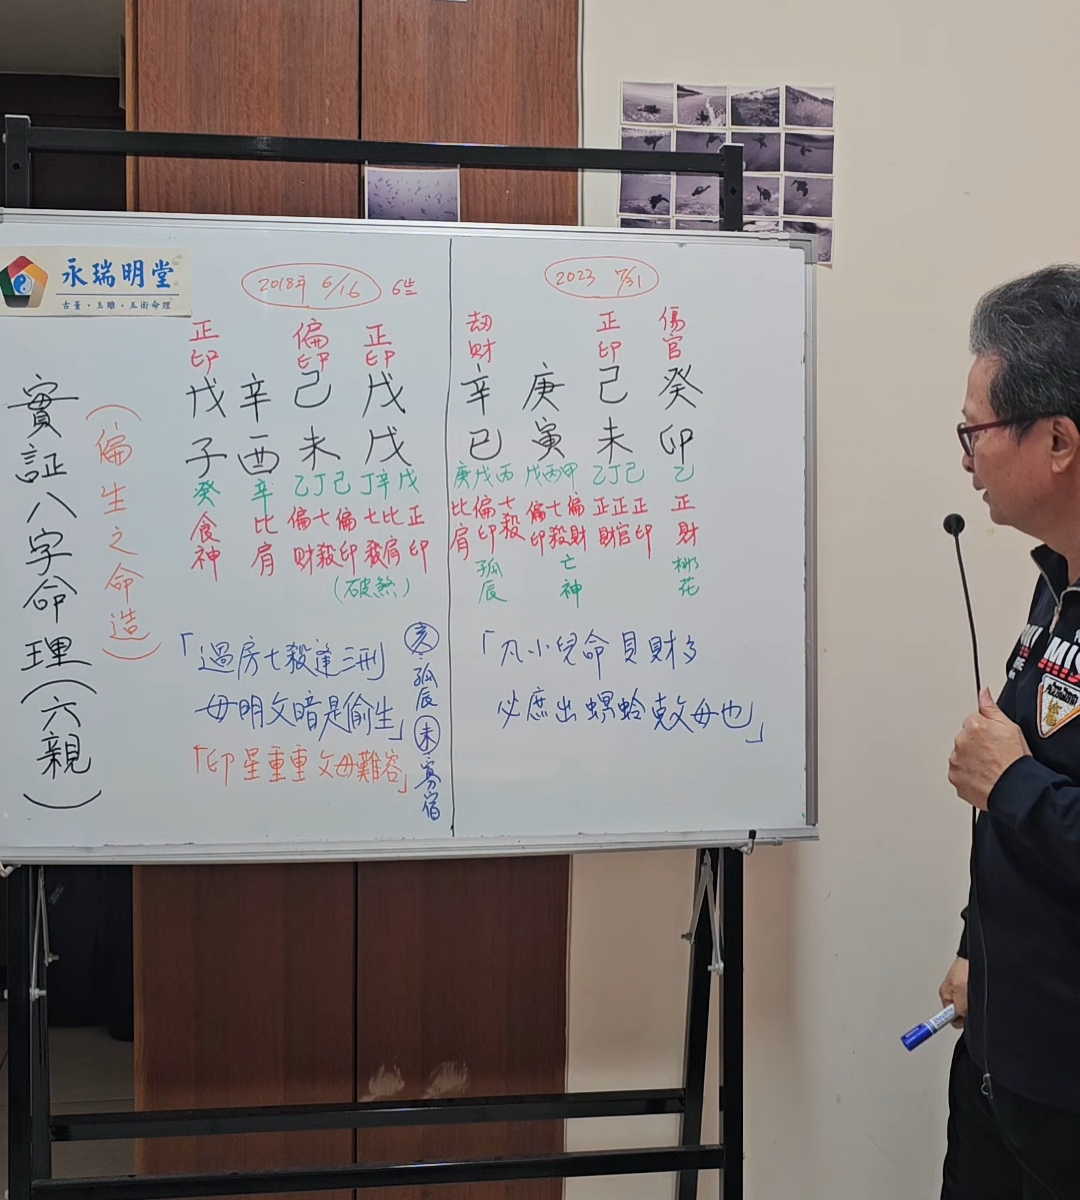 永瑞明堂
古董・玉雕・五術命理
實証八字命理(六親)
(偏生之命造)
2018年 6/16
正印 偏印 正印
戊 辛 己 戊
子 酉 未 戌
癸 辛 乙丁己 丁辛戊
食神 比肩 偏財 七殺 偏印 七殺 比肩 正印
(破煞)
「過房七殺逢三刑
母明父暗是偷生」
「印星重重父母難容」
亥:孤辰
未:寡宿
2023 7/31
劫財 正印 傷官
辛 庚 己 癸
巳 寅 未 卯
庚戊丙 戊丙甲 乙丁己 乙
比肩 偏印 七殺 偏印 七殺 偏財 正財 正官 正印 正財
孤辰 亡神 桃花
「凡小兒命見財多
必庶出螟蛉克父母也」